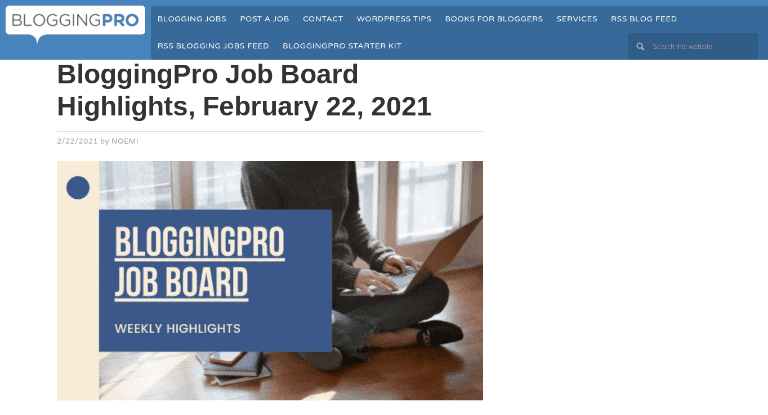 BLOGGINGPRO
BLOGGING JOBS POST A JOB CONTACT WORDPRESS TIPS BOOKS FOR BLOGGERS SERVICES RSS BLOG FEED
RSS BLOGGING JOBS FEED BLOGGINGPRO STARTER KIT
Search this website
BloggingPro Job Board
Highlights, February 22, 2021
2/22/2021 by NOEMI
BLOGGINGPRO
JOB BOARD
WEEKLY HIGHLIGHTS